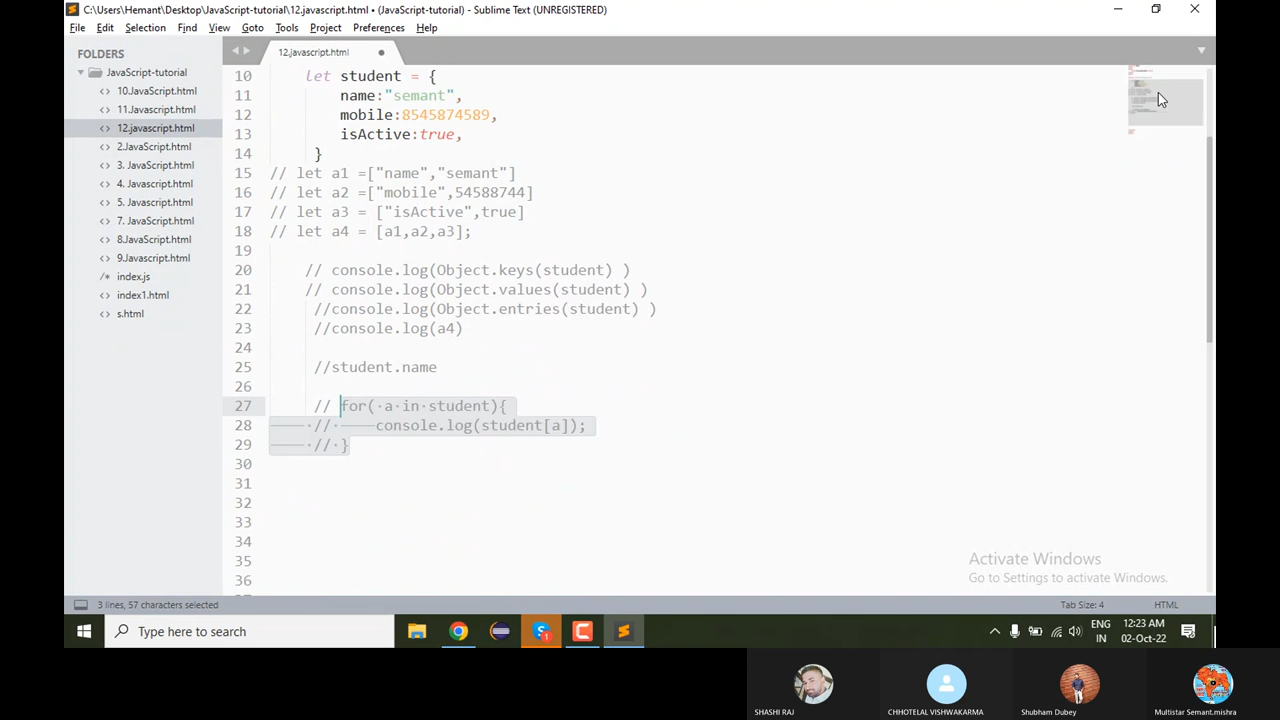 C:\Users\Hemant\Desktop\JavaScript-tutorial\12.javascript.html • (JavaScript-tutorial) - Sublime Text (UNREGISTERED)
File Edit Selection Find View Goto Tools Project Preferences Help
FOLDERS
JavaScript-tutorial
10.JavaScript.html
11.Javascript.html
12.javascript.html
2.JavaScript.html
3. JavaScript.html
4. Javascript.html
5. Javascript.html
7. JavaScript.html
8.JavaScript.html
9.Javascript.html
index.js
index1.html
s.html
12.javascript.html
10 let student = {
11 name:"semant",
12 mobile:8545874589,
13 isActive:true,
14 }
15 // let a1 =["name","semant"]
16 // let a2 =["mobile",54588744]
17 // let a3 = ["isActive",true]
18 // let a4 = [a1,a2,a3];
19
20 // console.log(Object.keys(student) )
21 // console.log(Object.values(student) )
22 //console.log(Object.entries(student) )
23 //console.log(a4)
24
25 //student.name
26
27 // for( a in student){
28 // console.log(student[a]);
29 // }
30
31
32
33
34
35
36
Activate Windows
Go to Settings to activate Windows.
3 lines, 57 characters selected Tab Size: 4 HTML
Type here to search
ENG
IN
12:23 AM
02-Oct-22
SHASHI RAJ
CHHOTELAL VISHWAKARMA
Shubham Dubey
Multistar Semant.mishra